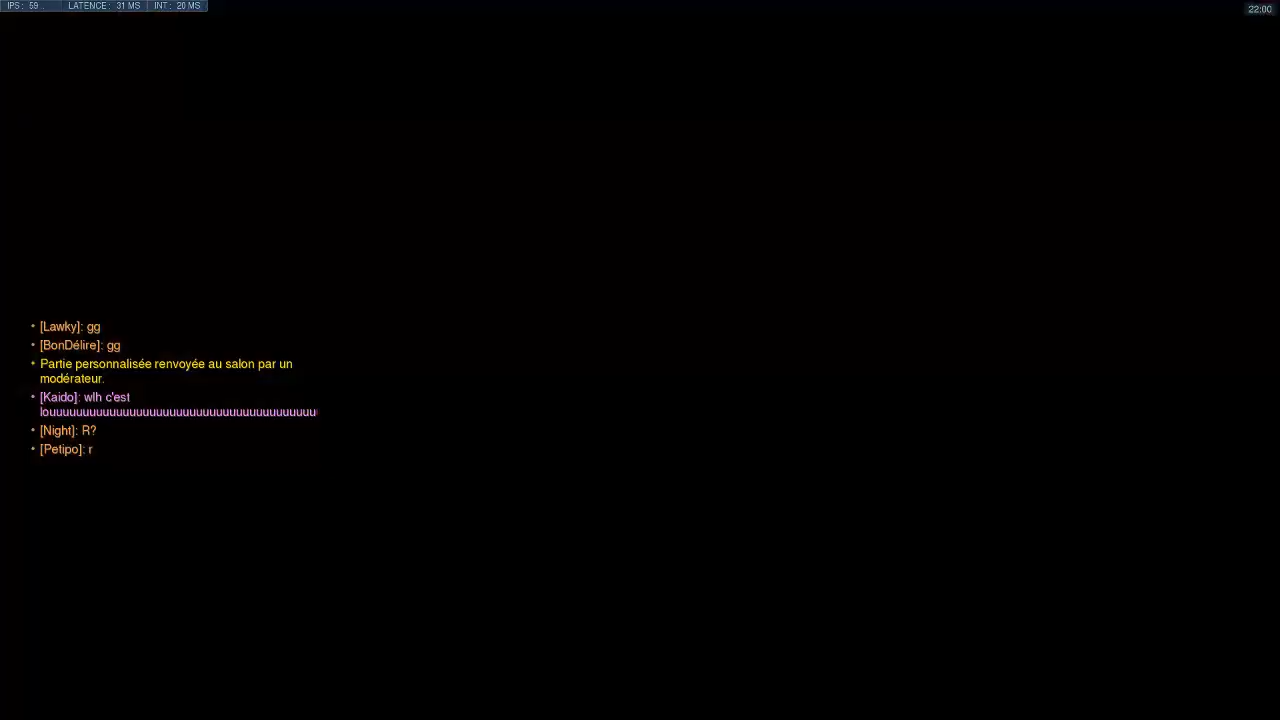 IPS : 59 LATENCE : 31 MS INT : 20 MS
22:00
• [Lawky]: gg
• [BonDélire]: gg
• Partie personnalisée renvoyée au salon par un
modérateur.
• [Kaido]: wlh c'est
louuuuuuuuuuuuuuuuuuuuuuuuuuuuuuuuuuuuuuu
• [Night]: R?
• [Petipo]: r